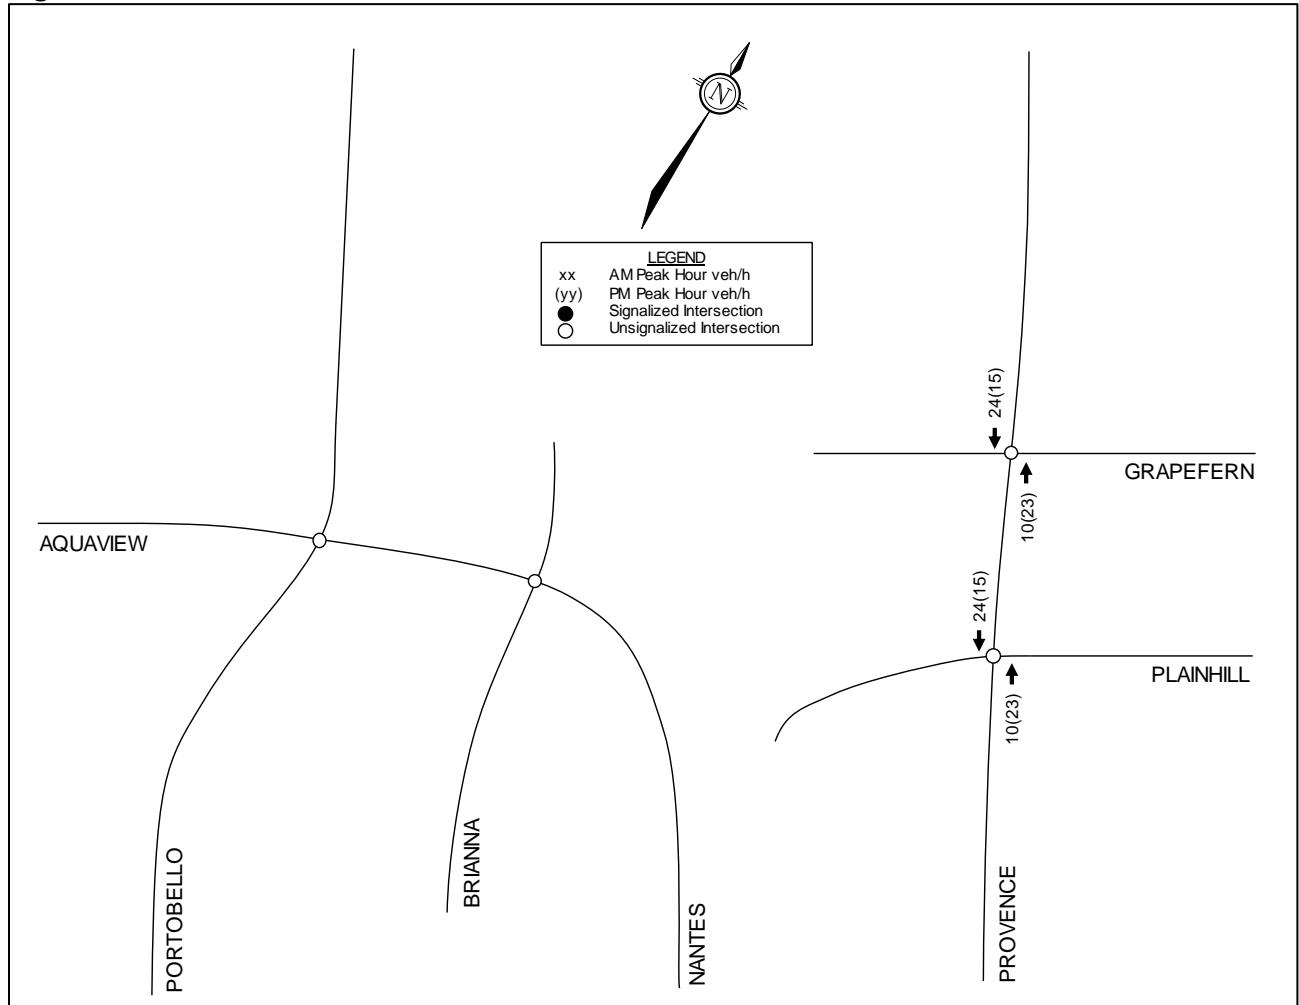 N
LEGEND
xx AM Peak Hour veh/h
(yy) PM Peak Hour veh/h
Signalized Intersection
Unsignalized Intersection
24(15)
GRAPEFERN
10(23)
AQUAVIEW
24(15)
PLAINHILL
10(23)
PORTOBELLO
BRIANNA
NANTES
PROVENCE